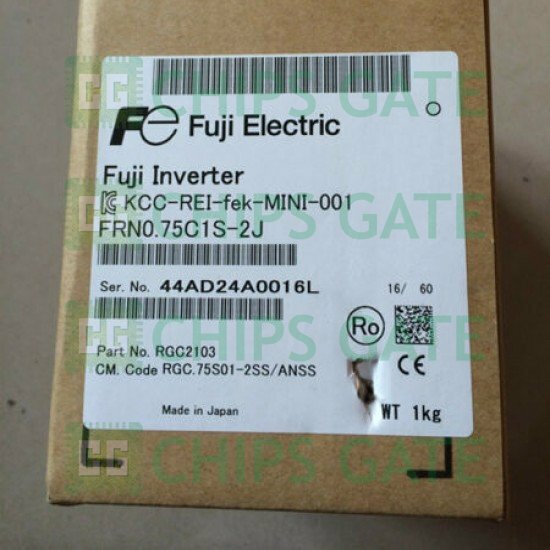 Fe Fuji Electric
Fuji Inverter
KCC-REI-fek-MINI-001
FRN0.75C1S-2J
Ser. No. 44AD24A0016L
16/ 60
Ro
Part No. RGC2103
CM. Code RGC.75S01-2SS/ANSS
CE
Made in Japan
WT 1kg
CHIPS GATE
CHIPS GATE
CHIPS GATE
CHIPS GATE